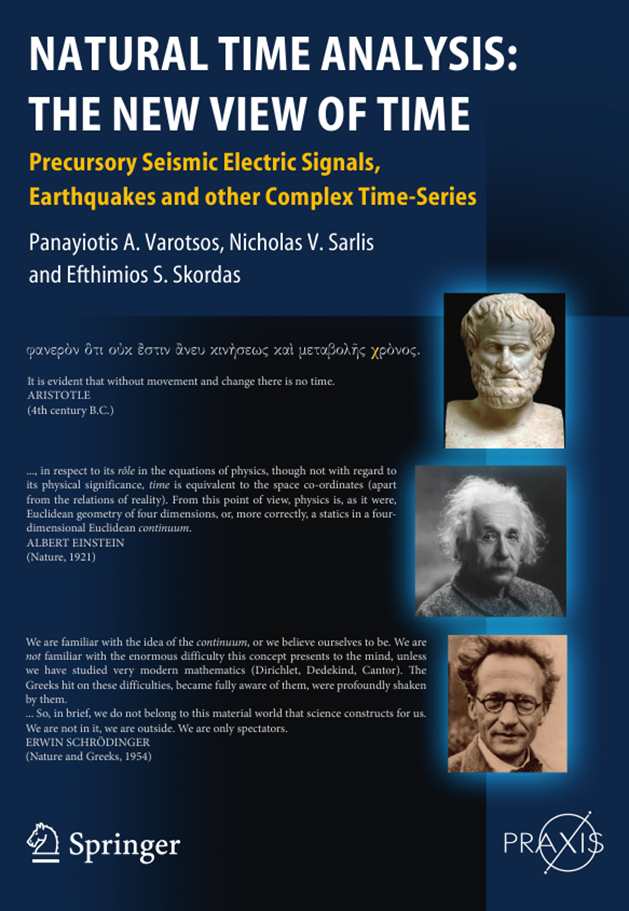 NATURAL TIME ANALYSIS:
THE NEW VIEW OF TIME
Precursory Seismic Electric Signals,
Earthquakes and other Complex Time-Series
Panayiotis A. Varotsos, Nicholas V. Sarlis
and Efthimios S. Skordas
φανερὸν ὅτι οὐκ ἔστιν ἄνευ κινήσεως καὶ μεταβολῆς χρόνος.
It is evident that without movement and change there is no time.
ARISTOTLE
(4th century B.C.)
..., in respect to its rôle in the equations of physics, though not with regard to
its physical significance, time is equivalent to the space co-ordinates (apart
from the relations of reality). From this point of view, physics is, as it were,
Euclidean geometry of four dimensions, or, more correctly, a statics in a four-
dimensional Euclidean continuum.
ALBERT EINSTEIN
(Nature, 1921)
We are familiar with the idea of the continuum, or we believe ourselves to be. We are
not familiar with the enormous difficulty this concept presents to the mind, unless
we have studied very modern mathematics (Dirichlet, Dedekind, Cantor). The
Greeks hit on these difficulties, became fully aware of them, were profoundly shaken
by them.
... So, in brief, we do not belong to this material world that science constructs for us.
We are not in it, we are outside. We are only spectators.
ERWIN SCHRÖDINGER
(Nature and Greeks, 1954)
Springer
PRAXIS